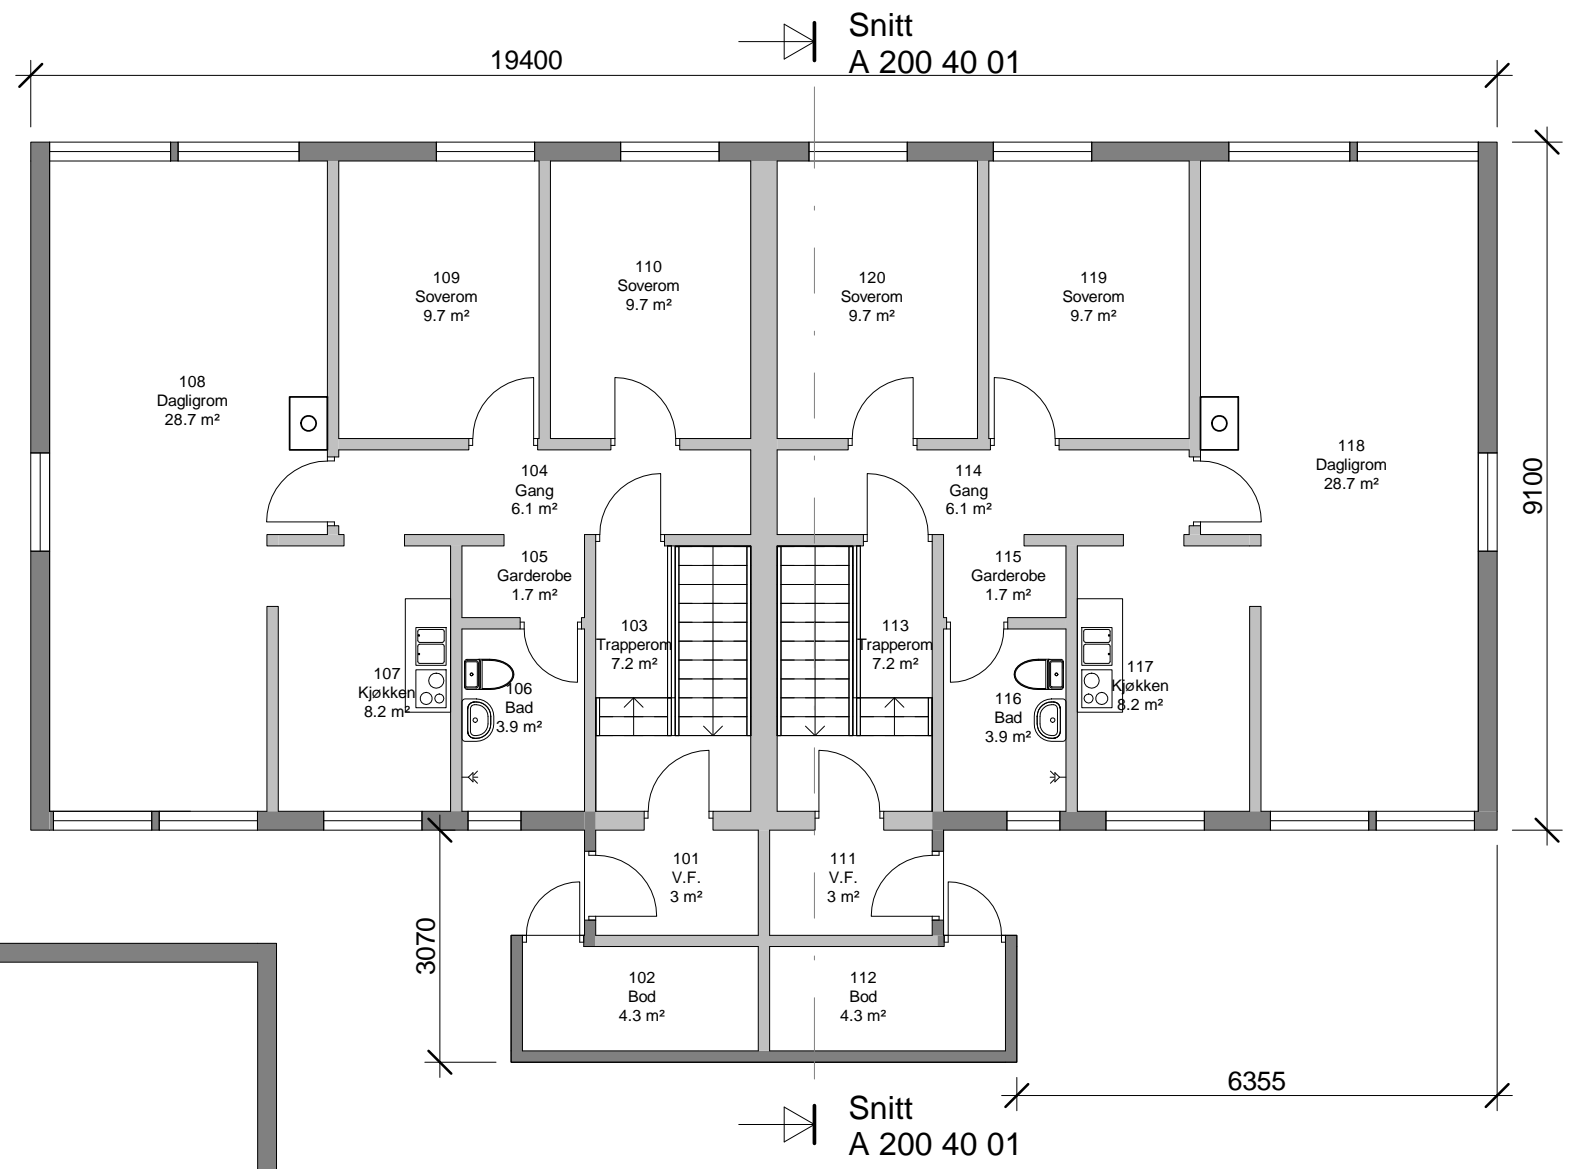 Snitt
A 200 40 01
19400
109
Soverom
9.7 m²
110
Soverom
9.7 m²
120
Soverom
9.7 m²
119
Soverom
9.7 m²
108
Dagligrom
28.7 m²
118
Dagligrom
28.7 m²
9100
104
Gang
6.1 m²
114
Gang
6.1 m²
105
Garderobe
1.7 m²
115
Garderobe
1.7 m²
103
Trapperom
7.2 m²
113
Trapperom
7.2 m²
107
Kjøkken
8.2 m²
106
Bad
3.9 m²
116
Bad
3.9 m²
117
Kjøkken
8.2 m²
101
V.F.
3 m²
111
V.F.
3 m²
3070
102
Bod
4.3 m²
112
Bod
4.3 m²
6355
Snitt
A 200 40 01